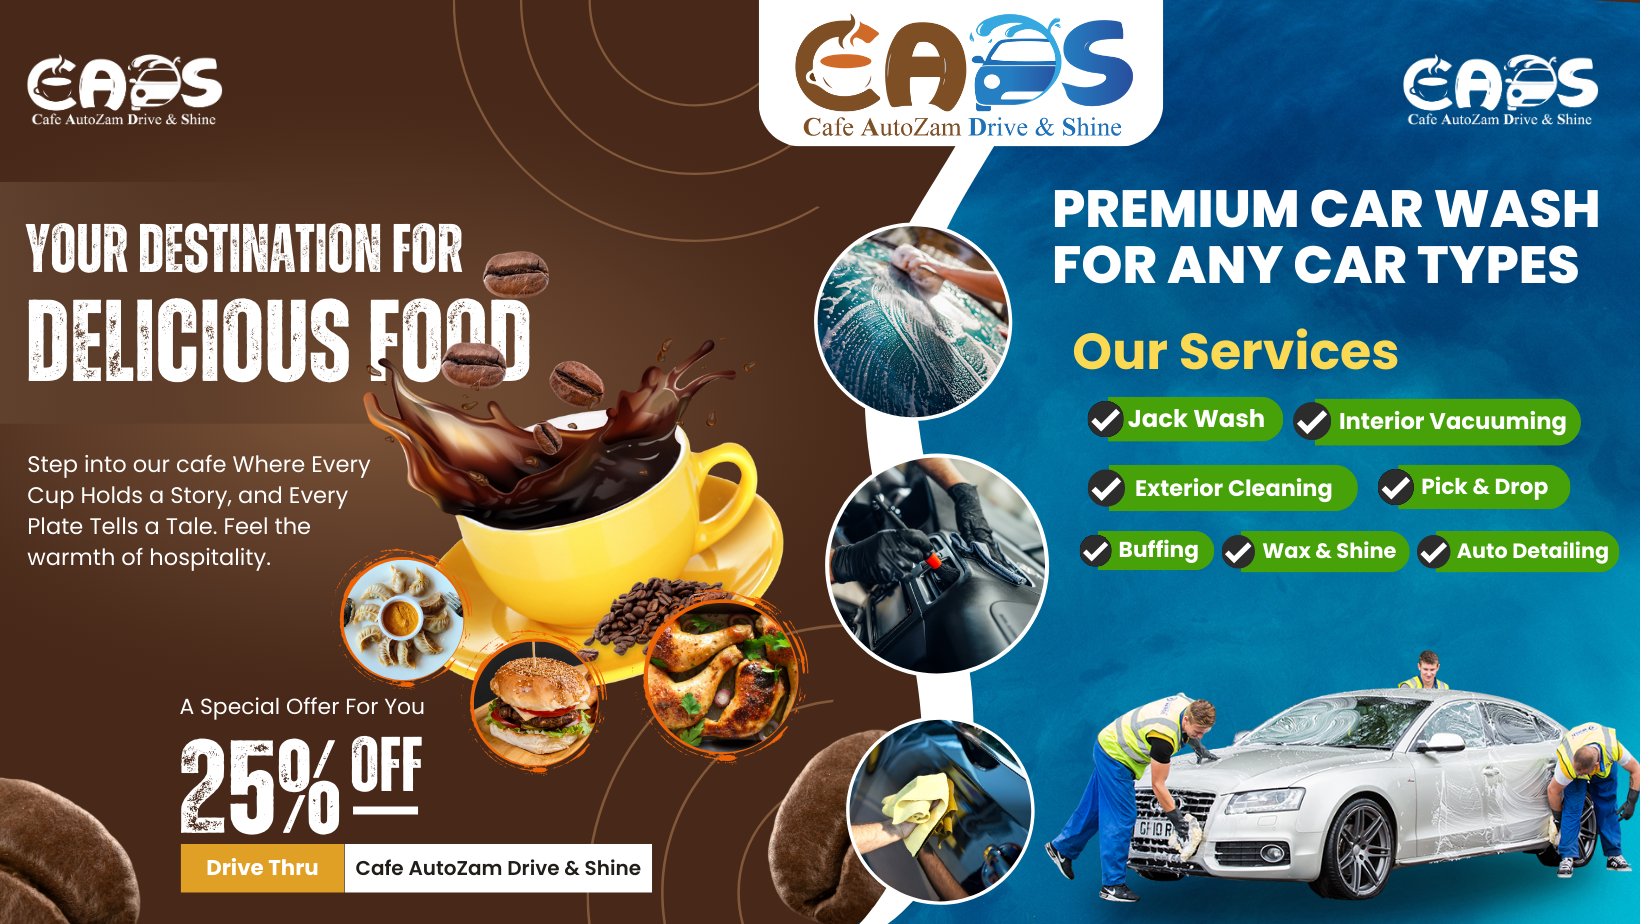 CADS
Cafe AutoZam Drive & Shine
YOUR DESTINATION FOR
DELICIOUS FOOD
Step into our cafe Where Every
Cup Holds a Story, and Every
Plate Tells a Tale. Feel the
warmth of hospitality.
A Special Offer For You
25% OFF
Drive Thru
Cafe AutoZam Drive & Shine
CADS
Cafe AutoZam Drive & Shine
CADS
Cafe AutoZam Drive & Shine
PREMIUM CAR WASH
FOR ANY CAR TYPES
Our Services
Jack Wash
Interior Vacuuming
Exterior Cleaning
Pick & Drop
Buffing
Wax & Shine
Auto Detailing